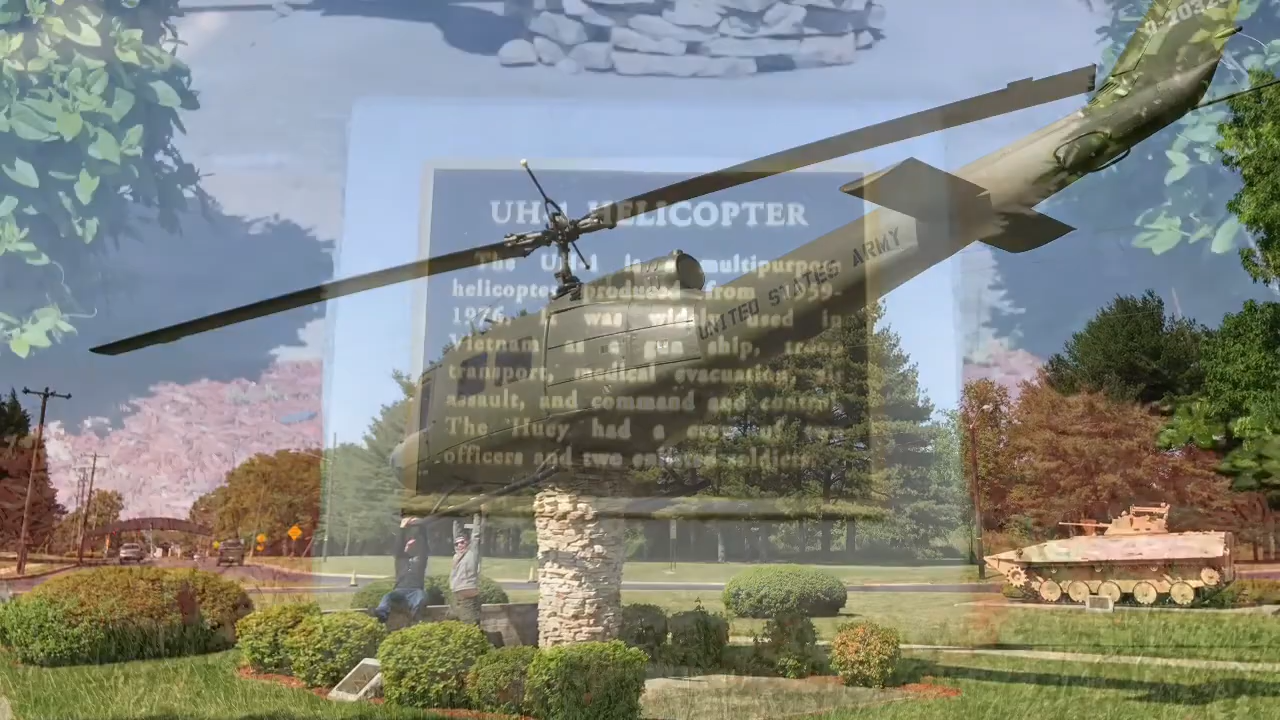 UH-1 HELICOPTER
The UH-1 is a multipurpose
helicopter produced from 1959-
1976. It was widely used in
Vietnam as a gun ship, troop
transport, medical evacuation, air
assault, and command and control.
The "Huey" had a crew of two
officers and two enlisted soldiers.
UNITED STATES ARMY